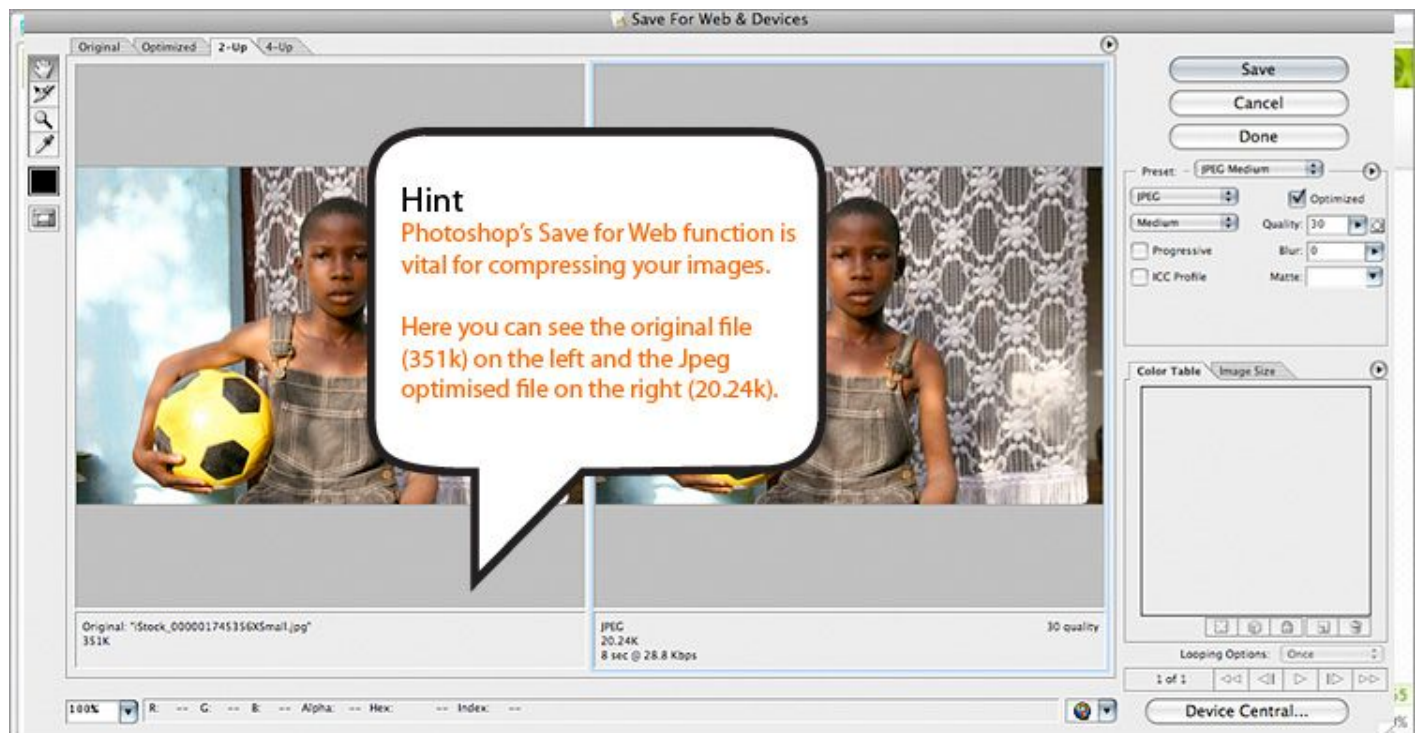 Save For Web & Devices
Original Optimized 2-Up 4-Up
Save
Cancel
Done
Preset: JPEG Medium
JPEG Optimized
Medium Quality: 30
Progressive Blur: 0
ICC Profile Matte:
Hint
Photoshop's Save for Web function is
vital for compressing your images.
Here you can see the original file
(351k) on the left and the Jpeg
optimised file on the right (20.24k).
Color Table Image Size
Original: "iStock_000001745356XSmall.jpg"
351K
JPEG 30 quality
20.24K
8 sec @ 28.8 Kbps
Looping Options: Once
1 of 1
100% R: -- G: -- B: -- Alpha: -- Hex: -- Index: --
Device Central...